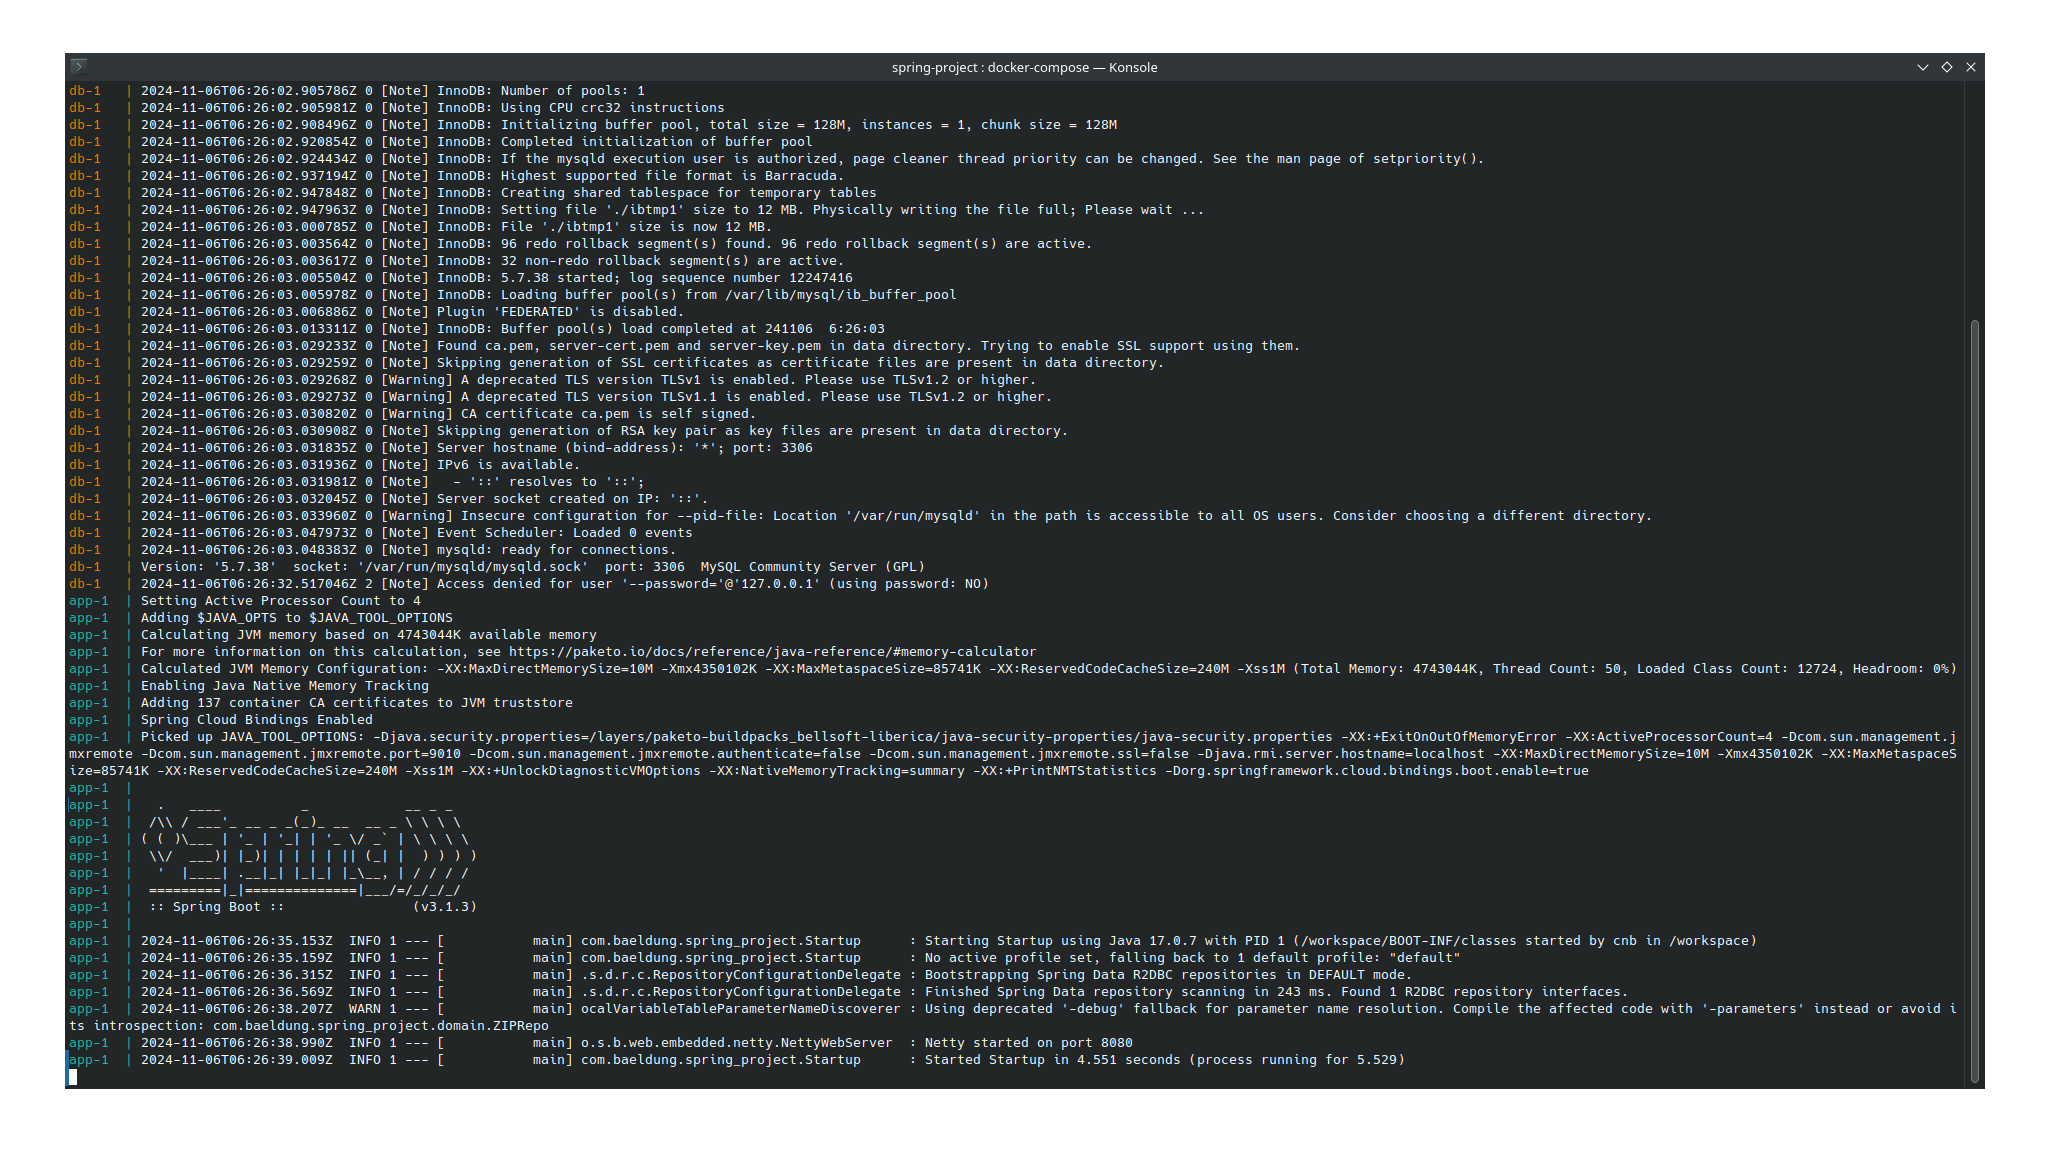 spring-project : docker-compose — Konsole
db-1   | 2024-11-06T06:26:02.905786Z 0 [Note] InnoDB: Number of pools: 1
db-1   | 2024-11-06T06:26:02.905981Z 0 [Note] InnoDB: Using CPU crc32 instructions
db-1   | 2024-11-06T06:26:02.908496Z 0 [Note] InnoDB: Initializing buffer pool, total size = 128M, instances = 1, chunk size = 128M
db-1   | 2024-11-06T06:26:02.920854Z 0 [Note] InnoDB: Completed initialization of buffer pool
db-1   | 2024-11-06T06:26:02.924434Z 0 [Note] InnoDB: If the mysqld execution user is authorized, page cleaner thread priority can be changed. See the man page of setpriority().
db-1   | 2024-11-06T06:26:02.937194Z 0 [Note] InnoDB: Highest supported file format is Barracuda.
db-1   | 2024-11-06T06:26:02.947848Z 0 [Note] InnoDB: Creating shared tablespace for temporary tables
db-1   | 2024-11-06T06:26:02.947963Z 0 [Note] InnoDB: Setting file './ibtmp1' size to 12 MB. Physically writing the file full; Please wait ...
db-1   | 2024-11-06T06:26:03.000785Z 0 [Note] InnoDB: File './ibtmp1' size is now 12 MB.
db-1   | 2024-11-06T06:26:03.003564Z 0 [Note] InnoDB: 96 redo rollback segment(s) found. 96 redo rollback segment(s) are active.
db-1   | 2024-11-06T06:26:03.003617Z 0 [Note] InnoDB: 32 non-redo rollback segment(s) are active.
db-1   | 2024-11-06T06:26:03.005504Z 0 [Note] InnoDB: 5.7.38 started; log sequence number 12247416
db-1   | 2024-11-06T06:26:03.005978Z 0 [Note] InnoDB: Loading buffer pool(s) from /var/lib/mysql/ib_buffer_pool
db-1   | 2024-11-06T06:26:03.006886Z 0 [Note] Plugin 'FEDERATED' is disabled.
db-1   | 2024-11-06T06:26:03.013311Z 0 [Note] InnoDB: Buffer pool(s) load completed at 241106  6:26:03
db-1   | 2024-11-06T06:26:03.029233Z 0 [Note] Found ca.pem, server-cert.pem and server-key.pem in data directory. Trying to enable SSL support using them.
db-1   | 2024-11-06T06:26:03.029259Z 0 [Note] Skipping generation of SSL certificates as certificate files are present in data directory.
db-1   | 2024-11-06T06:26:03.029268Z 0 [Warning] A deprecated TLS version TLSv1 is enabled. Please use TLSv1.2 or higher.
db-1   | 2024-11-06T06:26:03.029273Z 0 [Warning] A deprecated TLS version TLSv1.1 is enabled. Please use TLSv1.2 or higher.
db-1   | 2024-11-06T06:26:03.030820Z 0 [Warning] CA certificate ca.pem is self signed.
db-1   | 2024-11-06T06:26:03.030908Z 0 [Note] Skipping generation of RSA key pair as key files are present in data directory.
db-1   | 2024-11-06T06:26:03.031835Z 0 [Note] Server hostname (bind-address): '*'; port: 3306
db-1   | 2024-11-06T06:26:03.031936Z 0 [Note] IPv6 is available.
db-1   | 2024-11-06T06:26:03.031981Z 0 [Note]   - '::' resolves to '::';
db-1   | 2024-11-06T06:26:03.032045Z 0 [Note] Server socket created on IP: '::'.
db-1   | 2024-11-06T06:26:03.033960Z 0 [Warning] Insecure configuration for --pid-file: Location '/var/run/mysqld' in the path is accessible to all OS users. Consider choosing a different directory.
db-1   | 2024-11-06T06:26:03.047973Z 0 [Note] Event Scheduler: Loaded 0 events
db-1   | 2024-11-06T06:26:03.048383Z 0 [Note] mysqld: ready for connections.
db-1   | Version: '5.7.38'  socket: '/var/run/mysqld/mysqld.sock'  port: 3306  MySQL Community Server (GPL)
db-1   | 2024-11-06T06:26:32.517046Z 2 [Note] Access denied for user '--password='@'127.0.0.1' (using password: NO)
app-1  | Setting Active Processor Count to 4
app-1  | Adding $JAVA_OPTS to $JAVA_TOOL_OPTIONS
app-1  | Calculating JVM memory based on 4743044K available memory
app-1  | For more information on this calculation, see https://paketo.io/docs/reference/java-reference/#memory-calculator
app-1  | Calculated JVM Memory Configuration: -XX:MaxDirectMemorySize=10M -Xmx4350102K -XX:MaxMetaspaceSize=85741K -XX:ReservedCodeCacheSize=240M -Xss1M (Total Memory: 4743044K, Thread Count: 50, Loaded Class Count: 12724, Headroom: 0%)
app-1  | Enabling Java Native Memory Tracking
app-1  | Adding 137 container CA certificates to JVM truststore
app-1  | Spring Cloud Bindings Enabled
app-1  | Picked up JAVA_TOOL_OPTIONS: -Djava.security.properties=/layers/paketo-buildpacks_bellsoft-liberica/java-security-properties/java-security.properties -XX:+ExitOnOutOfMemoryError -XX:ActiveProcessorCount=4 -Dcom.sun.management.j
mxremote -Dcom.sun.management.jmxremote.port=9010 -Dcom.sun.management.jmxremote.authenticate=false -Dcom.sun.management.jmxremote.ssl=false -Djava.rmi.server.hostname=localhost -XX:MaxDirectMemorySize=10M -Xmx4350102K -XX:MaxMetaspaceS
ize=85741K -XX:ReservedCodeCacheSize=240M -Xss1M -XX:+UnlockDiagnosticVMOptions -XX:NativeMemoryTracking=summary -XX:+PrintNMTStatistics -Dorg.springframework.cloud.bindings.boot.enable=true
app-1  |
app-1  |   .   ____          _            __ _ _
app-1  |  /\\ / ___'_ __ _ _(_)_ __  __ _ \ \ \ \
app-1  | ( ( )\___ | '_ | '_| | '_ \/ _` | \ \ \ \
app-1  |  \\/  ___)| |_)| | | | | || (_| |  ) ) ) )
app-1  |   '  |____| .__|_| |_|_| |_\__, | / / / /
app-1  |  =========|_|==============|___/=/_/_/_/
app-1  |  :: Spring Boot ::                (v3.1.3)
app-1  |
app-1  | 2024-11-06T06:26:35.153Z  INFO 1 --- [           main] com.baeldung.spring_project.Startup      : Starting Startup using Java 17.0.7 with PID 1 (/workspace/BOOT-INF/classes started by cnb in /workspace)
app-1  | 2024-11-06T06:26:35.159Z  INFO 1 --- [           main] com.baeldung.spring_project.Startup      : No active profile set, falling back to 1 default profile: "default"
app-1  | 2024-11-06T06:26:36.315Z  INFO 1 --- [           main] .s.d.r.c.RepositoryConfigurationDelegate : Bootstrapping Spring Data R2DBC repositories in DEFAULT mode.
app-1  | 2024-11-06T06:26:36.569Z  INFO 1 --- [           main] .s.d.r.c.RepositoryConfigurationDelegate : Finished Spring Data repository scanning in 243 ms. Found 1 R2DBC repository interfaces.
app-1  | 2024-11-06T06:26:38.207Z  WARN 1 --- [           main] ocalVariableTableParameterNameDiscoverer : Using deprecated '-debug' fallback for parameter name resolution. Compile the affected code with '-parameters' instead or avoid i
ts introspection: com.baeldung.spring_project.domain.ZIPRepo
app-1  | 2024-11-06T06:26:38.990Z  INFO 1 --- [           main] o.s.b.web.embedded.netty.NettyWebServer  : Netty started on port 8080
app-1  | 2024-11-06T06:26:39.009Z  INFO 1 --- [           main] com.baeldung.spring_project.Startup      : Started Startup in 4.551 seconds (process running for 5.529)